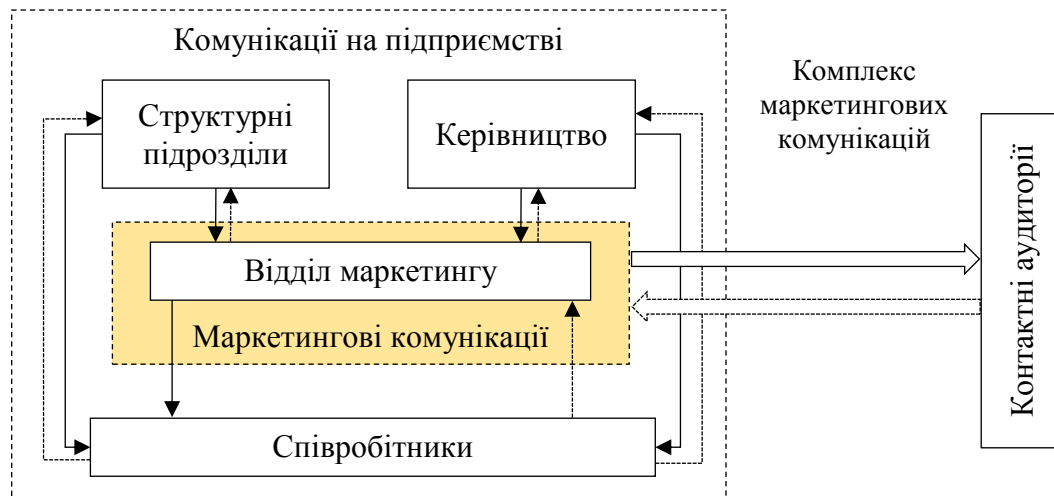 Комунікації на підприємстві
Структурні
підрозділи
Керівництво
Комплекс
маркетингових
комунікацій
Відділ маркетингу
Маркетингові комунікації
Співробітники
Контактні аудиторії